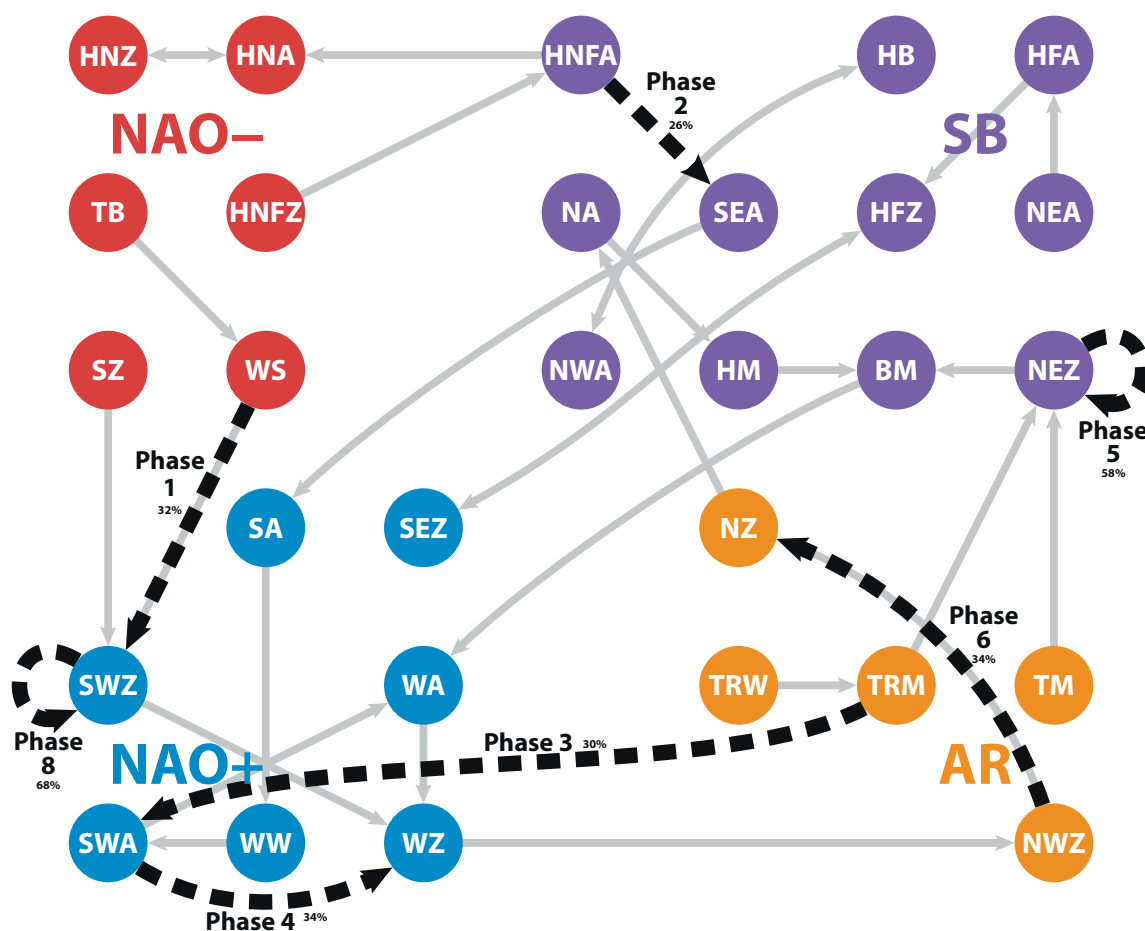 HNZ
HNA
HNFA
HB
HFA
Phase
2
26%
NAO–
SB
TB
HNFZ
NA
SEA
HFZ
NEA
SZ
WS
NWA
HM
BM
NEZ
Phase
5
58%
Phase
1
32%
SA
SEZ
NZ
Phase
6
34%
SWZ
WA
TRW
TRM
TM
Phase
8
68%
NAO+
Phase 3 30%
AR
SWA
WW
WZ
NWZ
Phase 4 34%